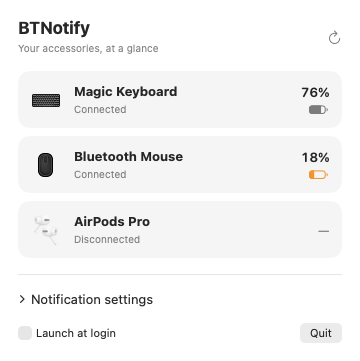 BTNotify
Your accessories, at a glance
Magic Keyboard
76%
Connected
Bluetooth Mouse
18%
Connected
AirPods Pro
—
Disconnected
Notification settings
Launch at login
Quit